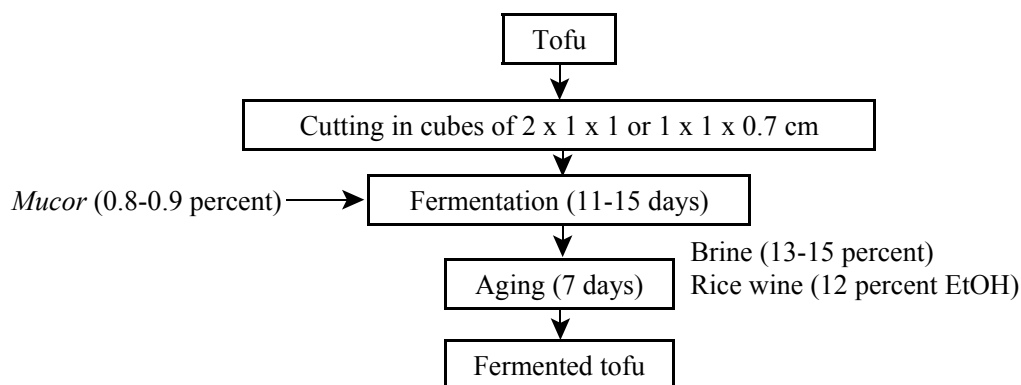 Tofu
Cutting in cubes of 2 x 1 x 1 or 1 x 1 x 0.7 cm
Mucor (0.8-0.9 percent)
Fermentation (11-15 days)
Brine (13-15 percent)
Aging (7 days)
Rice wine (12 percent EtOH)
Fermented tofu